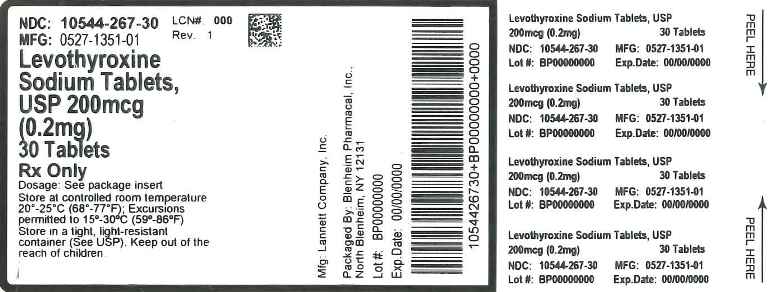 NDC: 10544-267-30
MFG: 0527-1351-01
LCN# 000
Rev. 1
Levothyroxine
Sodium Tablets,
USP 200mcg
(0.2mg)
30 Tablets
Rx Only
Dosage: See package insert
Store at controlled room temperature
20°-25°C (68°-77°F); Excursions
permitted to 15º-30ºC (59º-86ºF)
Store in a tight, light-resistant
container (See USP). Keep out of the
reach of children
Mfg: Lannett Company, Inc.
Packaged By: Blenheim Pharmacal, Inc.,
North Blenheim, NY 12131
Lot #: BP00000000
Exp.Date: 00/00/0000
1054426730+BP00000000+0000
Levothyroxine Sodium Tablets, USP
200mcg (0.2mg) 30 Tablets
NDC: 10544-267-30 MFG: 0527-1351-01
Lot #: BP00000000 Exp.Date: 00/00/0000
Levothyroxine Sodium Tablets, USP
200mcg (0.2mg) 30 Tablets
NDC: 10544-267-30 MFG: 0527-1351-01
Lot #: BP00000000 Exp.Date: 00/00/0000
Levothyroxine Sodium Tablets, USP
200mcg (0.2mg) 30 Tablets
NDC: 10544-267-30 MFG: 0527-1351-01
Lot #: BP00000000 Exp.Date: 00/00/0000
Levothyroxine Sodium Tablets, USP
200mcg (0.2mg) 30 Tablets
NDC: 10544-267-30 MFG: 0527-1351-01
Lot #: BP00000000 Exp.Date: 00/00/0000
PEEL HERE
PEEL HERE